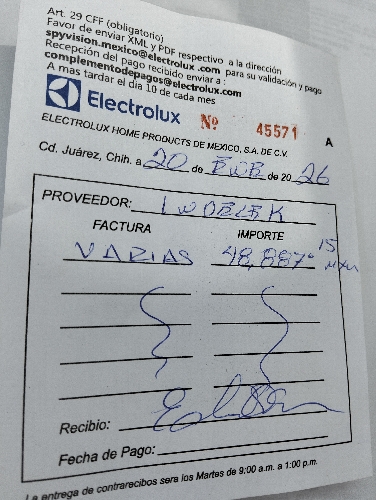 Art. 29 CFF (obligatorio)
Favor de enviar XML y PDF respectivo a la dirección
spyvision.mexico@electrolux.com para su validación y pago
Recepción del pago recibido enviar a :
complementodepagos@electrolux.com
A mas tardar el dia 10 de cada mes
Electrolux Nº 45571 A
ELECTROLUX HOME PRODUCTS DE MEXICO, S.A. DE C.V.
Cd. Juárez, Chih. a 20 de de 20 26
PROVEEDOR:
FACTURA IMPORTE
VARIAS 48,887.15 MXN
Recibio:
Fecha de Pago:
La entrega de contrarecibos sera los Martes de 9:00 a.m. a 1:00 p.m.